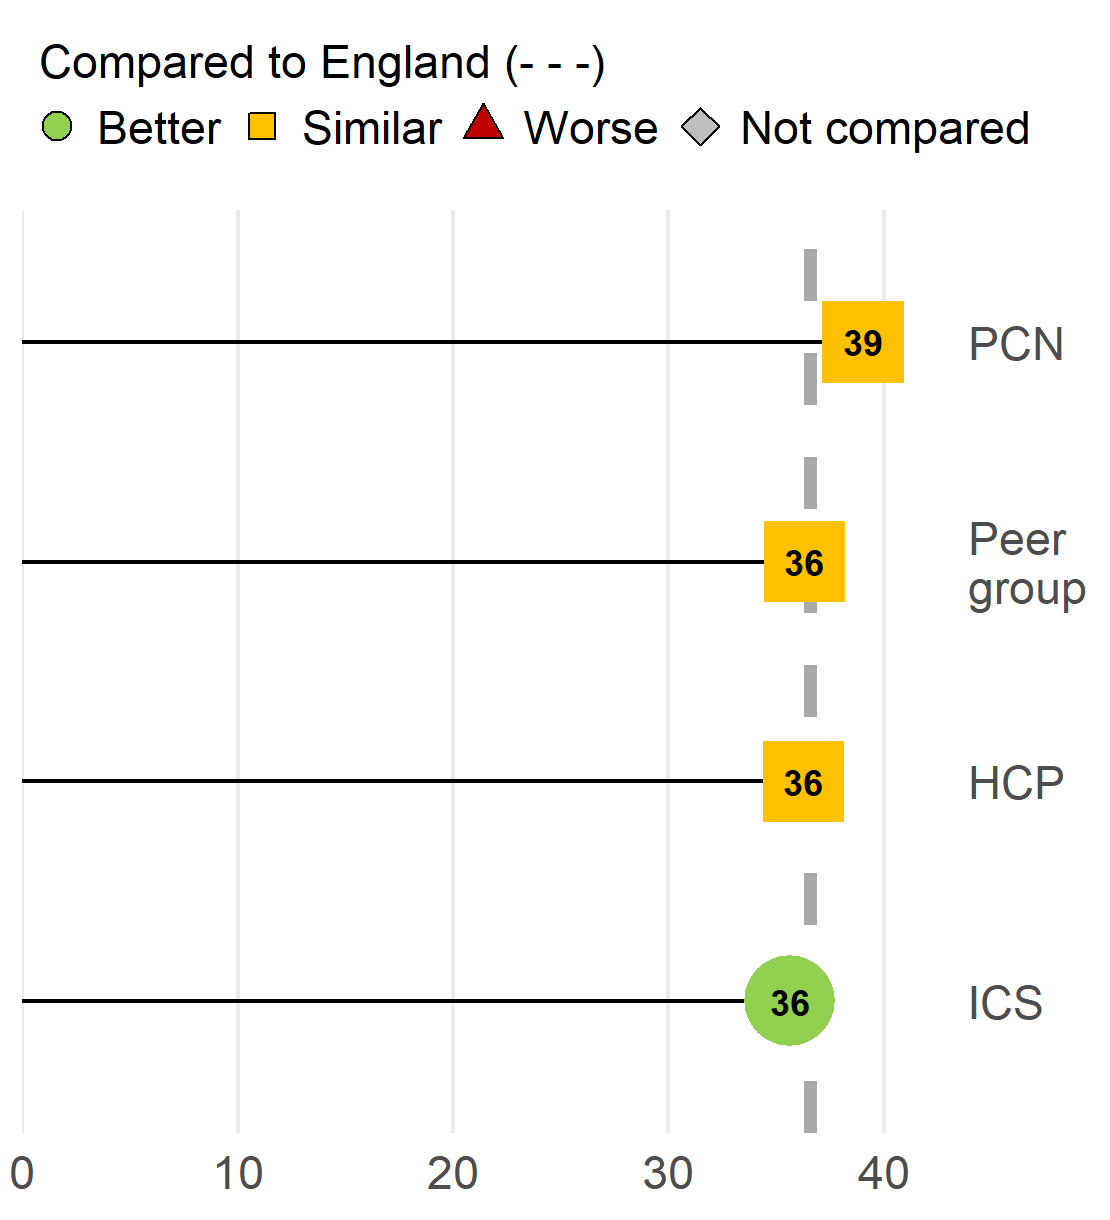 Compared to England (- - -)
Better Similar Worse Not compared
39 PCN
36 Peer
group
36 HCP
36 ICS
0 10 20 30 40